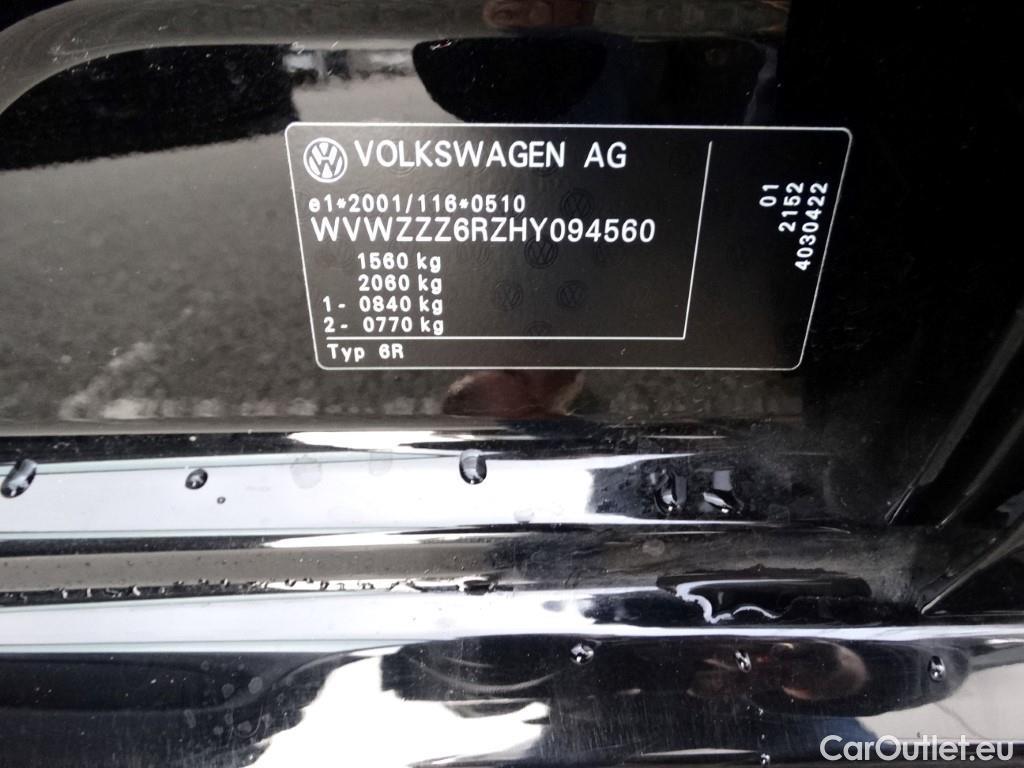 VOLKSWAGEN AG
e1*2001/116*0510
WVWZZZ6RZHY094560
1560 kg
2060 kg
1- 0840 kg
2- 0770 kg
Typ 6R
01
2152
4030422
CarOutlet.eu